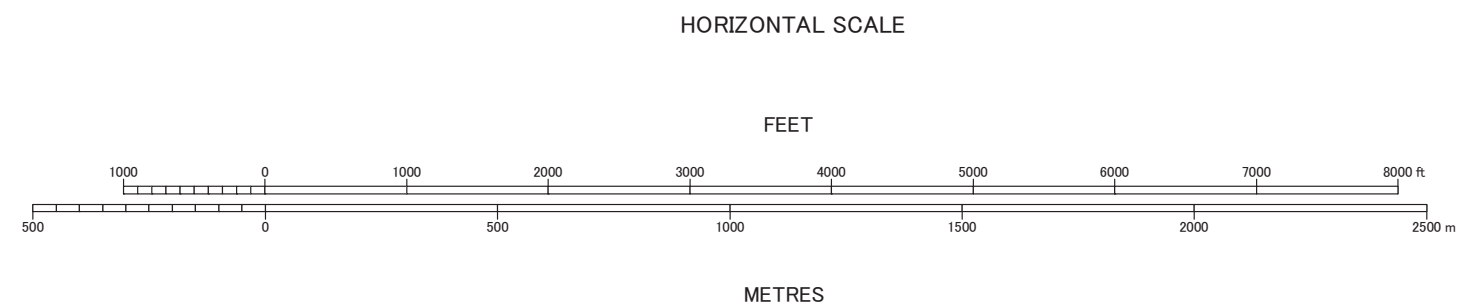 HORIZONTAL SCALE
FEET
1000 0 1000 2000 3000 4000 5000 6000 7000 8000 ft
500 0 500 1000 1500 2000 2500 m
METRES